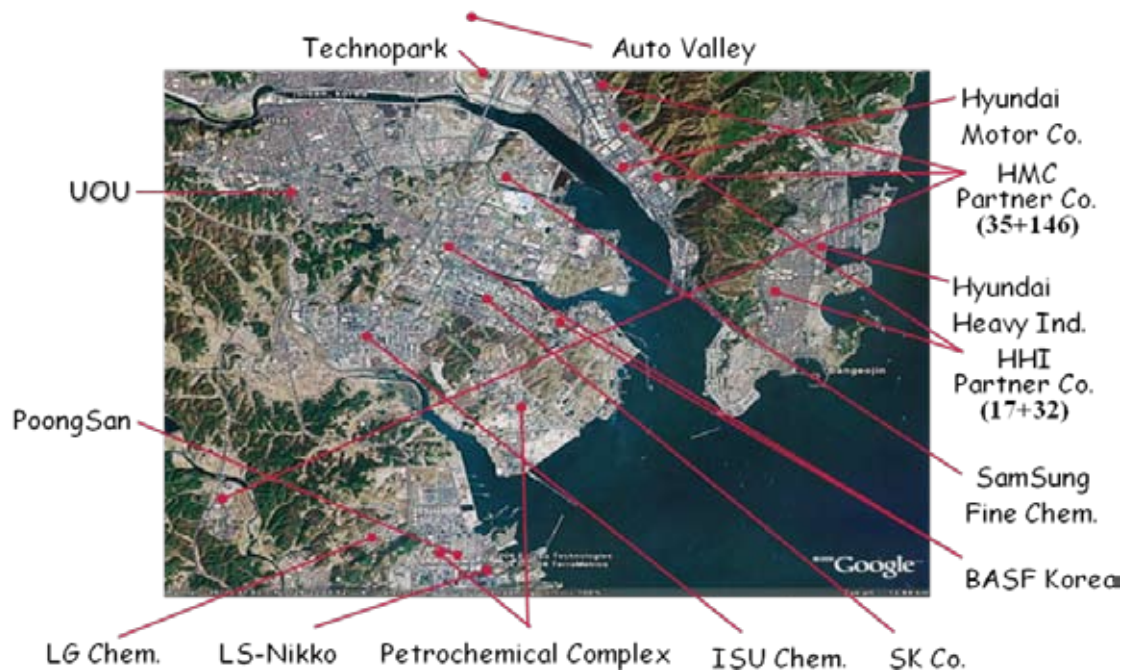 Technopark
Auto Valley
Hyundai
Motor Co.
UOU
HMC
Partner Co.
(35+146)
Hyundai
Heavy Ind.
HHI
Partner Co.
(17+32)
PoongSan
SamSung
Fine Chem.
Google
BASF Korea
LG Chem.
LS-Nikko
Petrochemical Complex
ISU Chem.
SK Co.